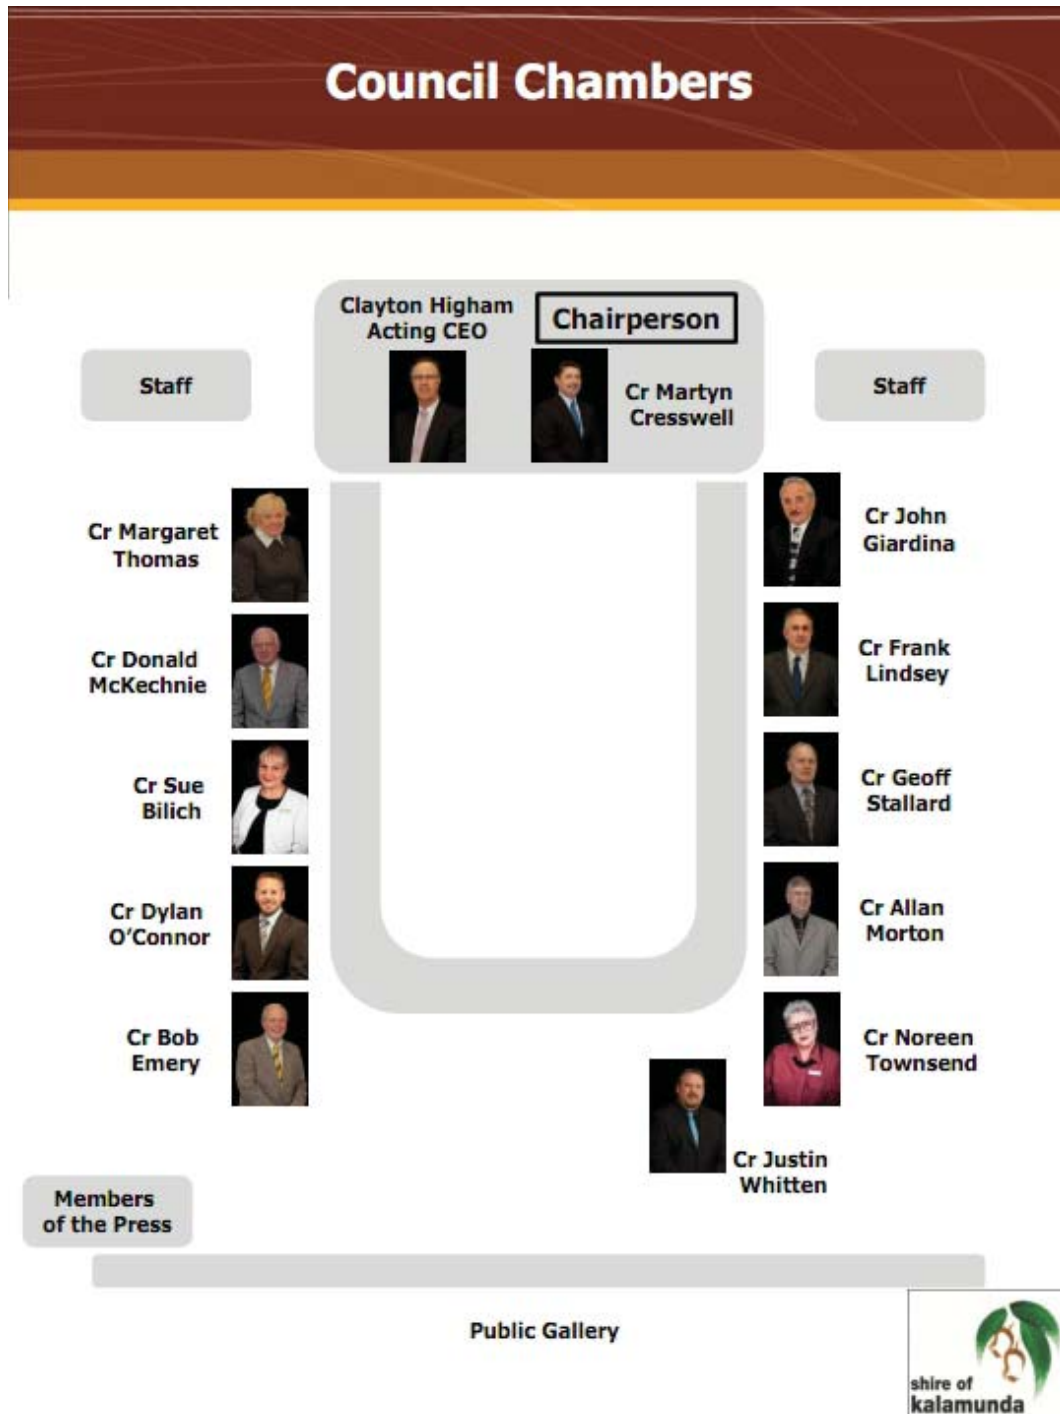 Council Chambers
Clayton Higham
Acting CEO
Chairperson
Cr Martyn
Cresswell
Staff
Staff
Cr Margaret
Thomas
Cr John
Giardina
Cr Donald
McKechnie
Cr Frank
Lindsey
Cr Sue
Bilich
Cr Geoff
Stallard
Cr Dylan
O'Connor
Cr Allan
Morton
Cr Bob
Emery
Cr Noreen
Townsend
Cr Justin
Whitten
Members
of the Press
Public Gallery
shire of
kalamunda